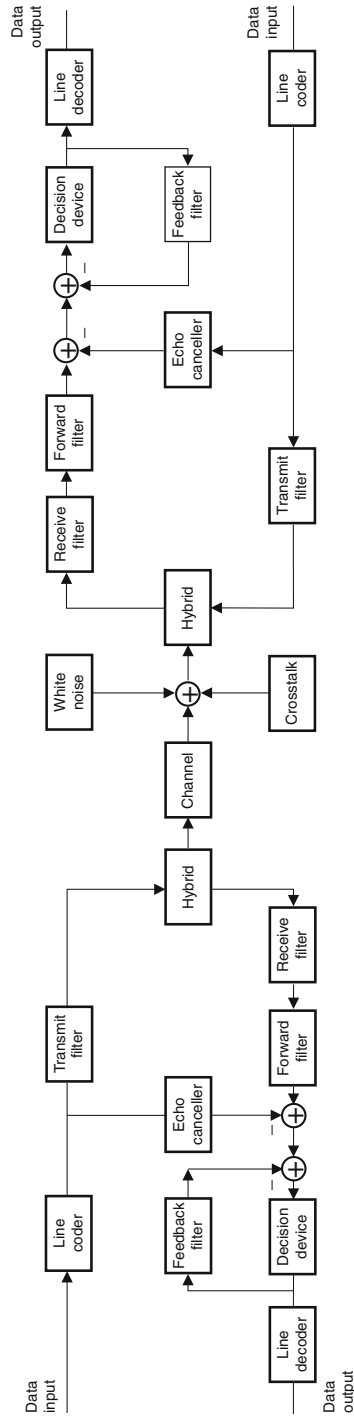 Data
input
Line
coder
Transmit
filter
Echo
canceller
Feedback
filter
Line
decoder
Decision
device
Forward
filter
Receive
filter
Data
output
Hybrid
Channel
White
noise
+
Crosstalk
Hybrid
Receive
filter
Forward
filter
+
–
+
–
Decision
device
Line
decoder
Data
output
Feedback
filter
Echo
canceller
Transmit
filter
Line
coder
Data
input
+
–
+
–